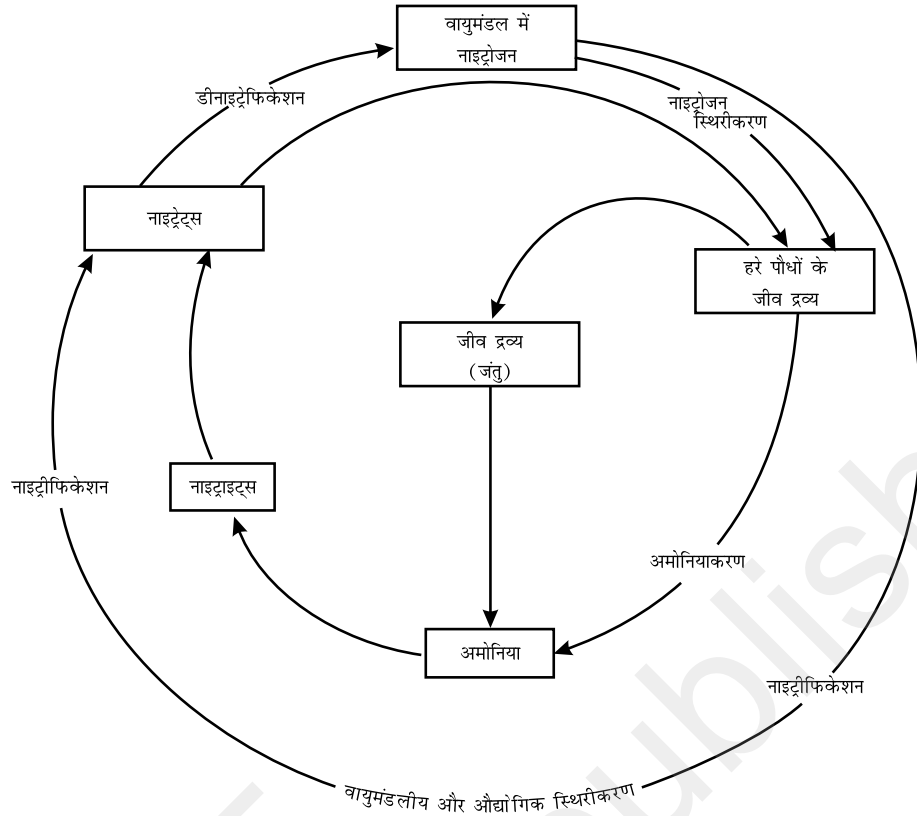 वायुमंडल में
नाइट्रोजन
डीनाइट्रेफिकेशन
नाइट्रोजन
स्थिरीकरण
नाइट्रेट्स
हरे पौधों के
जीव द्रव्य
जीव द्रव्य
(जंतु)
नाइट्रीफिकेशन
नाइट्राइट्स
अमोनियाकरण
अमोनिया
नाइट्रीफिकेशन
वायुमंडलीय और औद्योगिक स्थिरीकरण